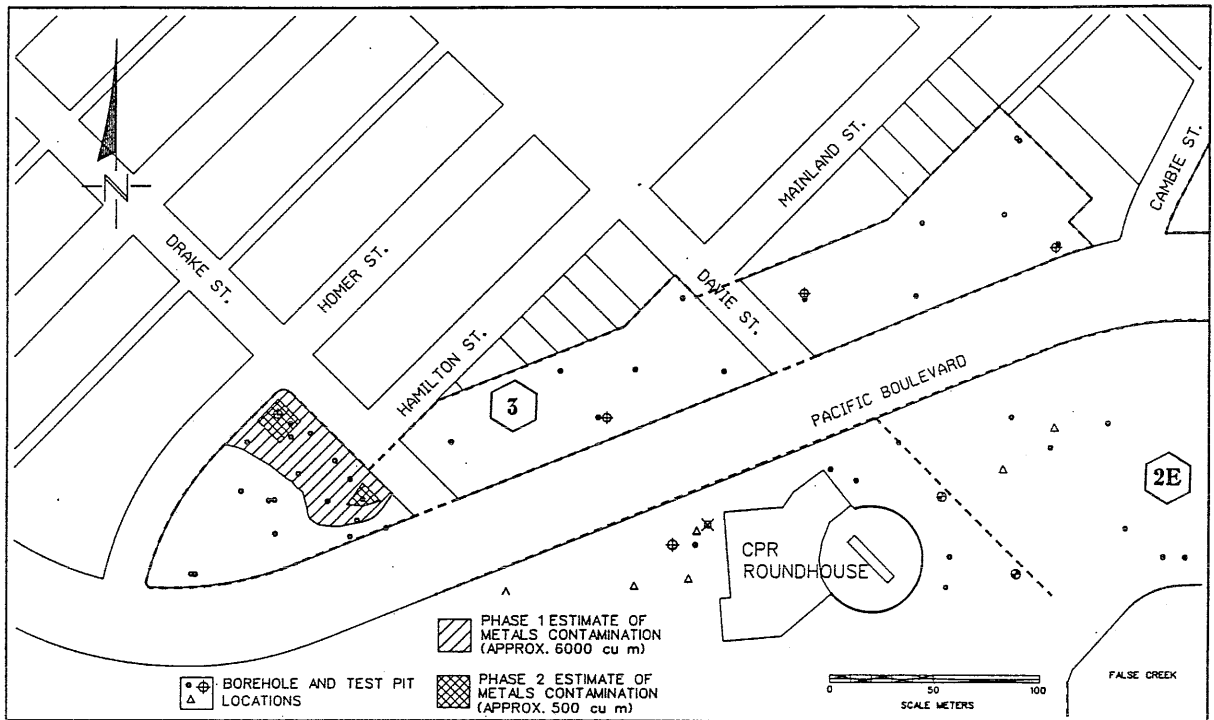 N
DRAKE ST.
HOMER ST.
HAMILTON ST.
MAINLAND ST.
DAVIE ST.
CAMBIE ST.
PACIFIC BOULEVARD
3
2E
CPR
ROUNDHOUSE
PHASE 1 ESTIMATE OF
METALS CONTAMINATION
(APPROX. 6000 cu m)
BOREHOLE AND TEST PIT
LOCATIONS
PHASE 2 ESTIMATE OF
METALS CONTAMINATION
(APPROX. 500 cu m)
0 50 100
SCALE METERS
FALSE CREEK